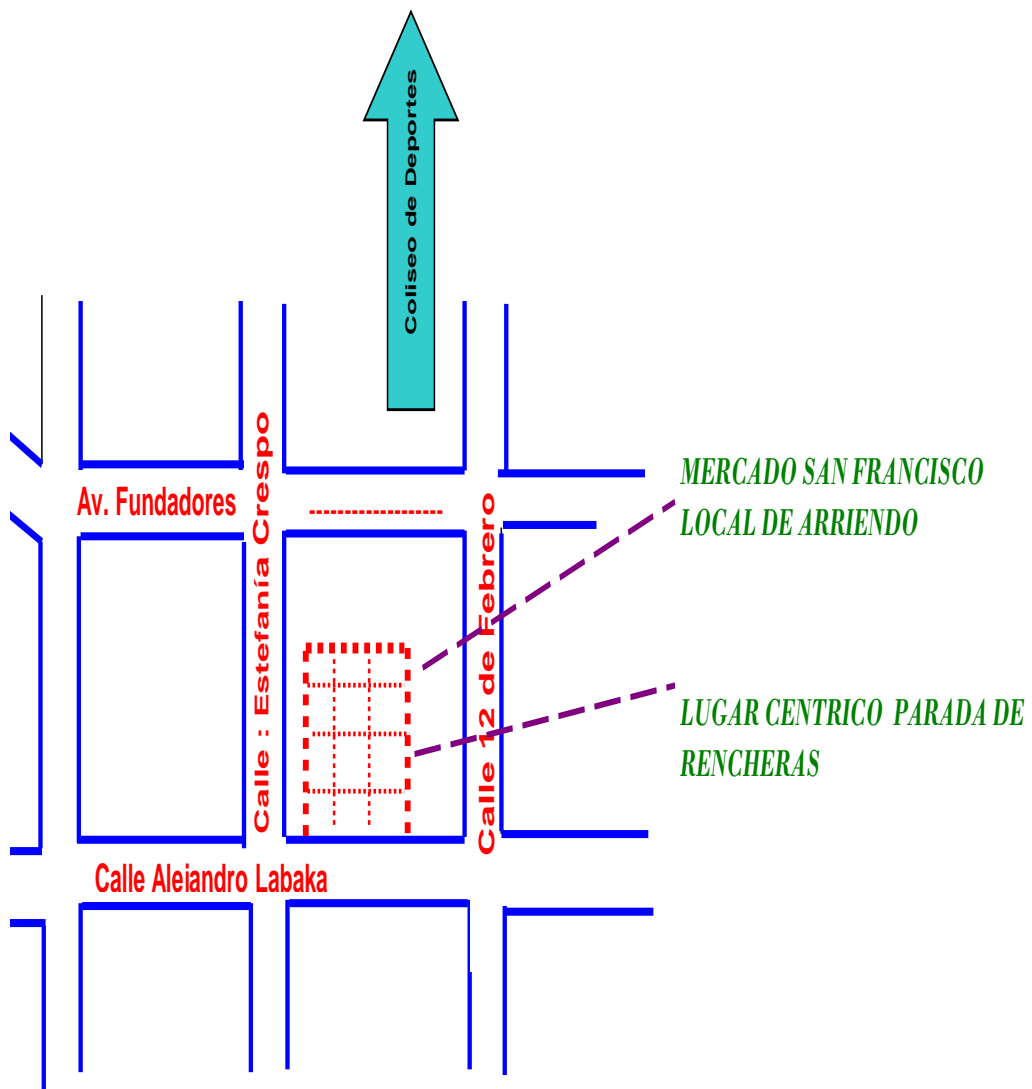 Coliseo de Deportes
Av. Fundadores
Calle : Estefanía Crespo
Calle 12 de Febrero
MERCADO SAN FRANCISCO
LOCAL DE ARRIENDO
LUGAR CENTRICO PARADA DE
RENCHERAS
Calle Alejandro Labaka